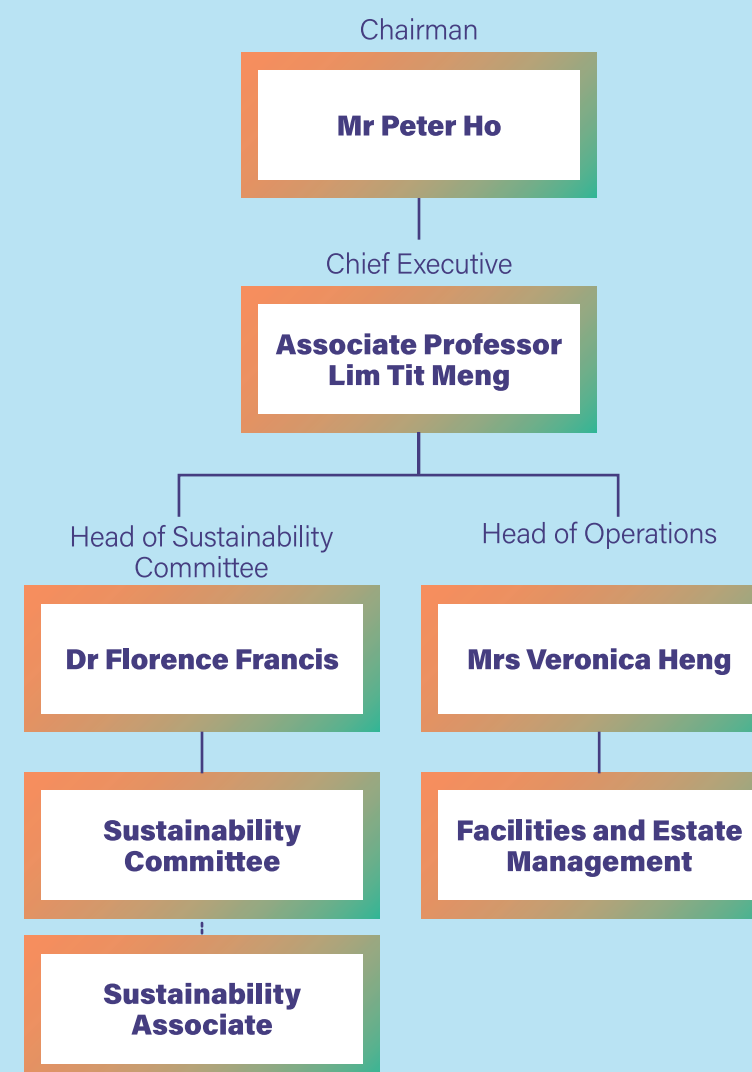 Chairman
Mr Peter Ho
Chief Executive
Associate Professor
Lim Tit Meng
Head of Sustainability
Committee
Dr Florence Francis
Sustainability
Committee
Sustainability
Associate
Head of Operations
Mrs Veronica Heng
Facilities and Estate
Management